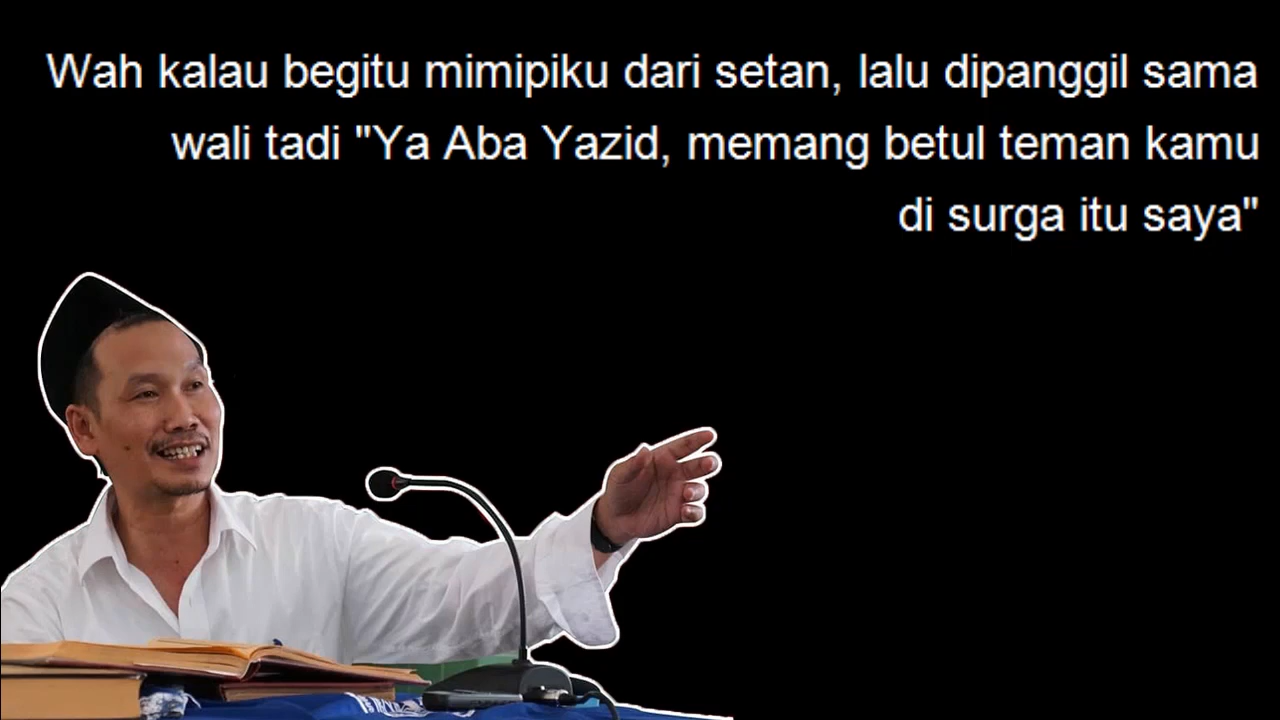 Wah kalau begitu mimipiku dari setan, lalu dipanggil sama
wali tadi "Ya Aba Yazid, memang betul teman kamu
di surga itu saya"